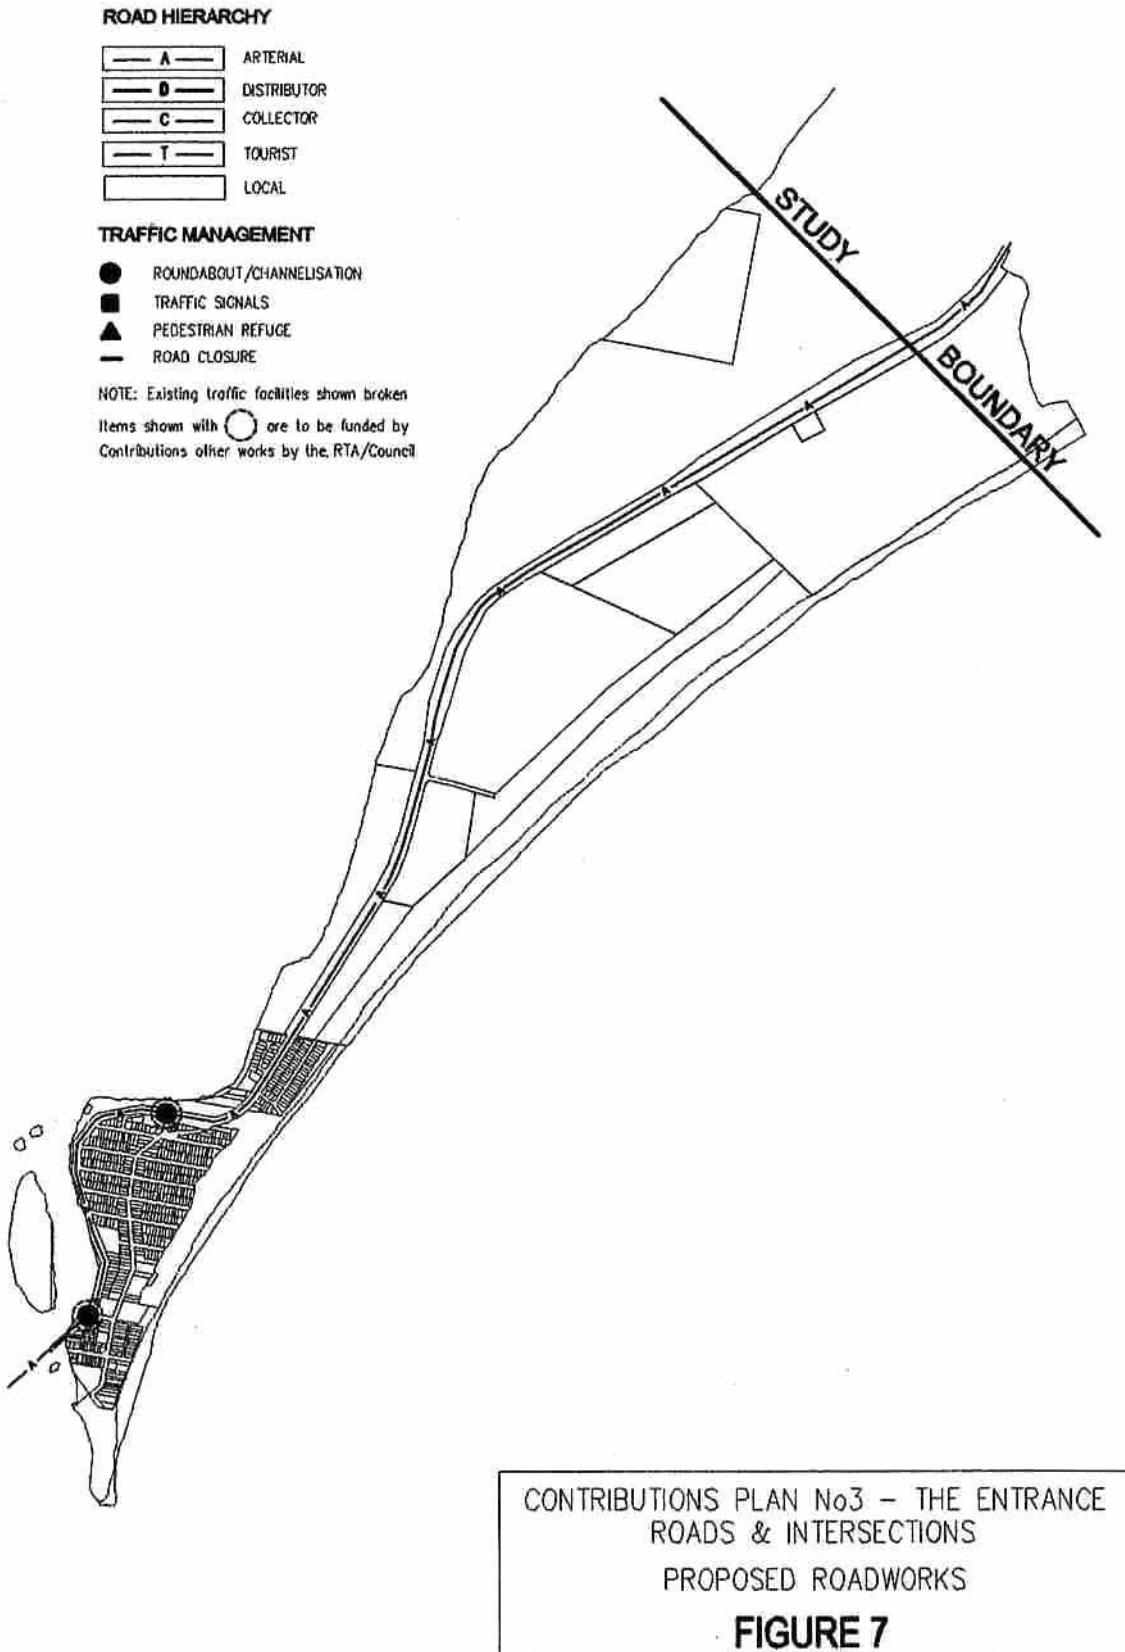 ROAD HIERARCHY
A ARTERIAL
D DISTRIBUTOR
C COLLECTOR
T TOURIST
LOCAL
TRAFFIC MANAGEMENT
ROUNDABOUT/CHANNELISATION
TRAFFIC SIGNALS
PEDESTRIAN REFUGE
ROAD CLOSURE
NOTE: Existing traffic facilities shown broken
Items shown with are to be funded by
Contributions other works by the RTA/Council
STUDY
BOUNDARY
A
A
A
A
A
A
A
A
CONTRIBUTIONS PLAN No3 - THE ENTRANCE
ROADS & INTERSECTIONS
PROPOSED ROADWORKS
FIGURE 7